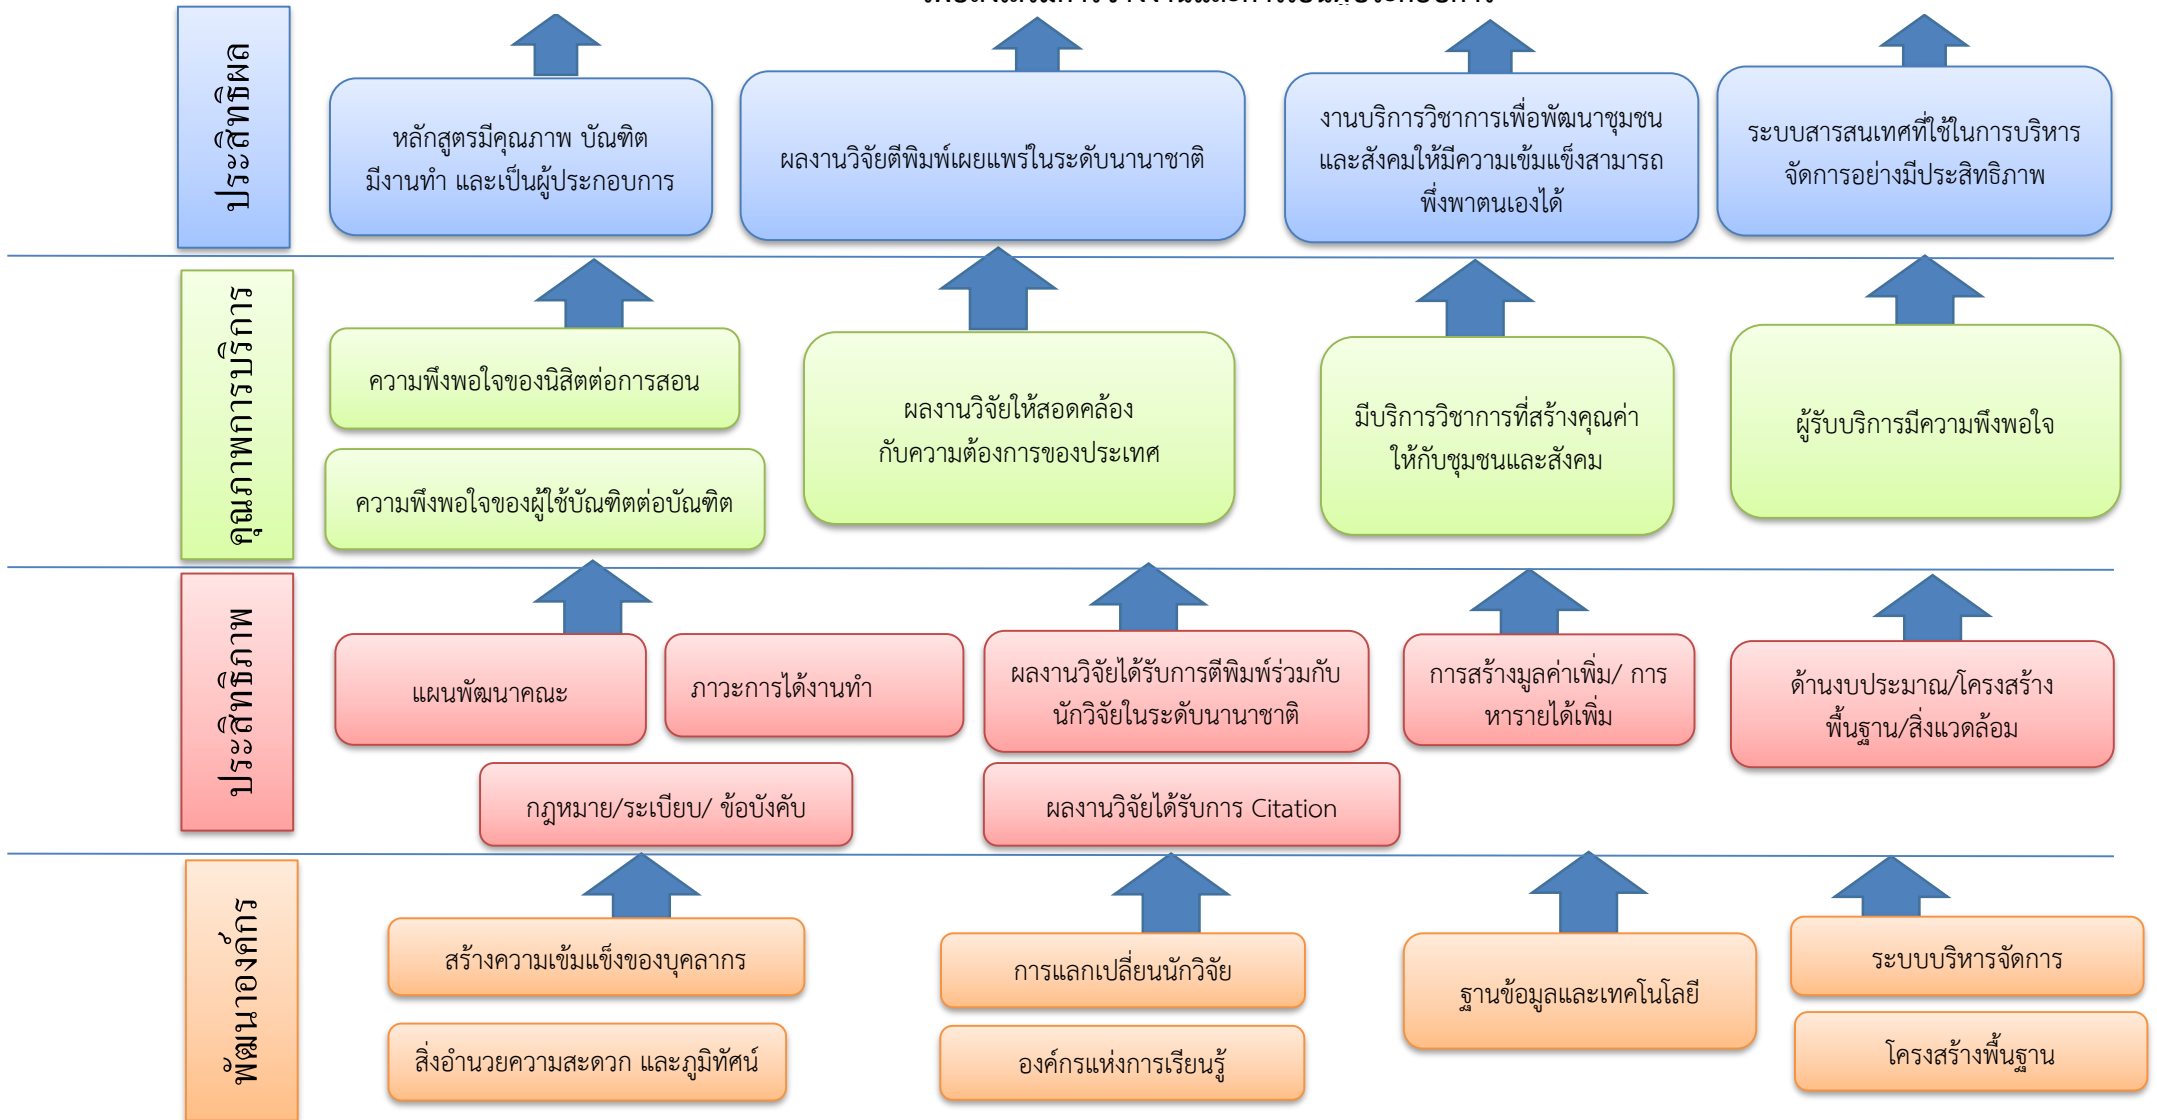 ประสิทธิผล
หลักสูตรมีคุณภาพ บัณฑิต
มีงานทำ และเป็นผู้ประกอบการ
ผลงานวิจัยตีพิมพ์เผยแพร่ในระดับนานาชาติ
งานบริการวิชาการเพื่อพัฒนาชุมชน
และสังคมให้มีความเข้มแข็งสามารถ
พึ่งพาตนเองได้
ระบบสารสนเทศที่ใช้ในการบริหาร
จัดการอย่างมีประสิทธิภาพ
คุณภาพการบริการ
ความพึงพอใจของนิสิตต่อการสอน
ความพึงพอใจของผู้ใช้บัณฑิตต่อบัณฑิต
ผลงานวิจัยให้สอดคล้อง
กับความต้องการของประเทศ
มีบริการวิชาการที่สร้างคุณค่า
ให้กับชุมชนและสังคม
ผู้รับบริการมีความพึงพอใจ
ประสิทธิภาพ
แผนพัฒนาคณะ
ภาวะการได้งานทำ
กฎหมาย/ระเบียบ/ ข้อบังคับ
ผลงานวิจัยได้รับการตีพิมพ์ร่วมกับ
นักวิจัยในระดับนานาชาติ
ผลงานวิจัยได้รับการ Citation
การสร้างมูลค่าเพิ่ม/ การ
หารายได้เพิ่ม
ด้านงบประมาณ/โครงสร้าง
พื้นฐาน/สิ่งแวดล้อม
พัฒนาองค์กร
สร้างความเข้มแข็งของบุคลากร
สิ่งอำนวยความสะดวก และภูมิทัศน์
การแลกเปลี่ยนนักวิจัย
องค์กรแห่งการเรียนรู้
ฐานข้อมูลและเทคโนโลยี
ระบบบริหารจัดการ
โครงสร้างพื้นฐาน